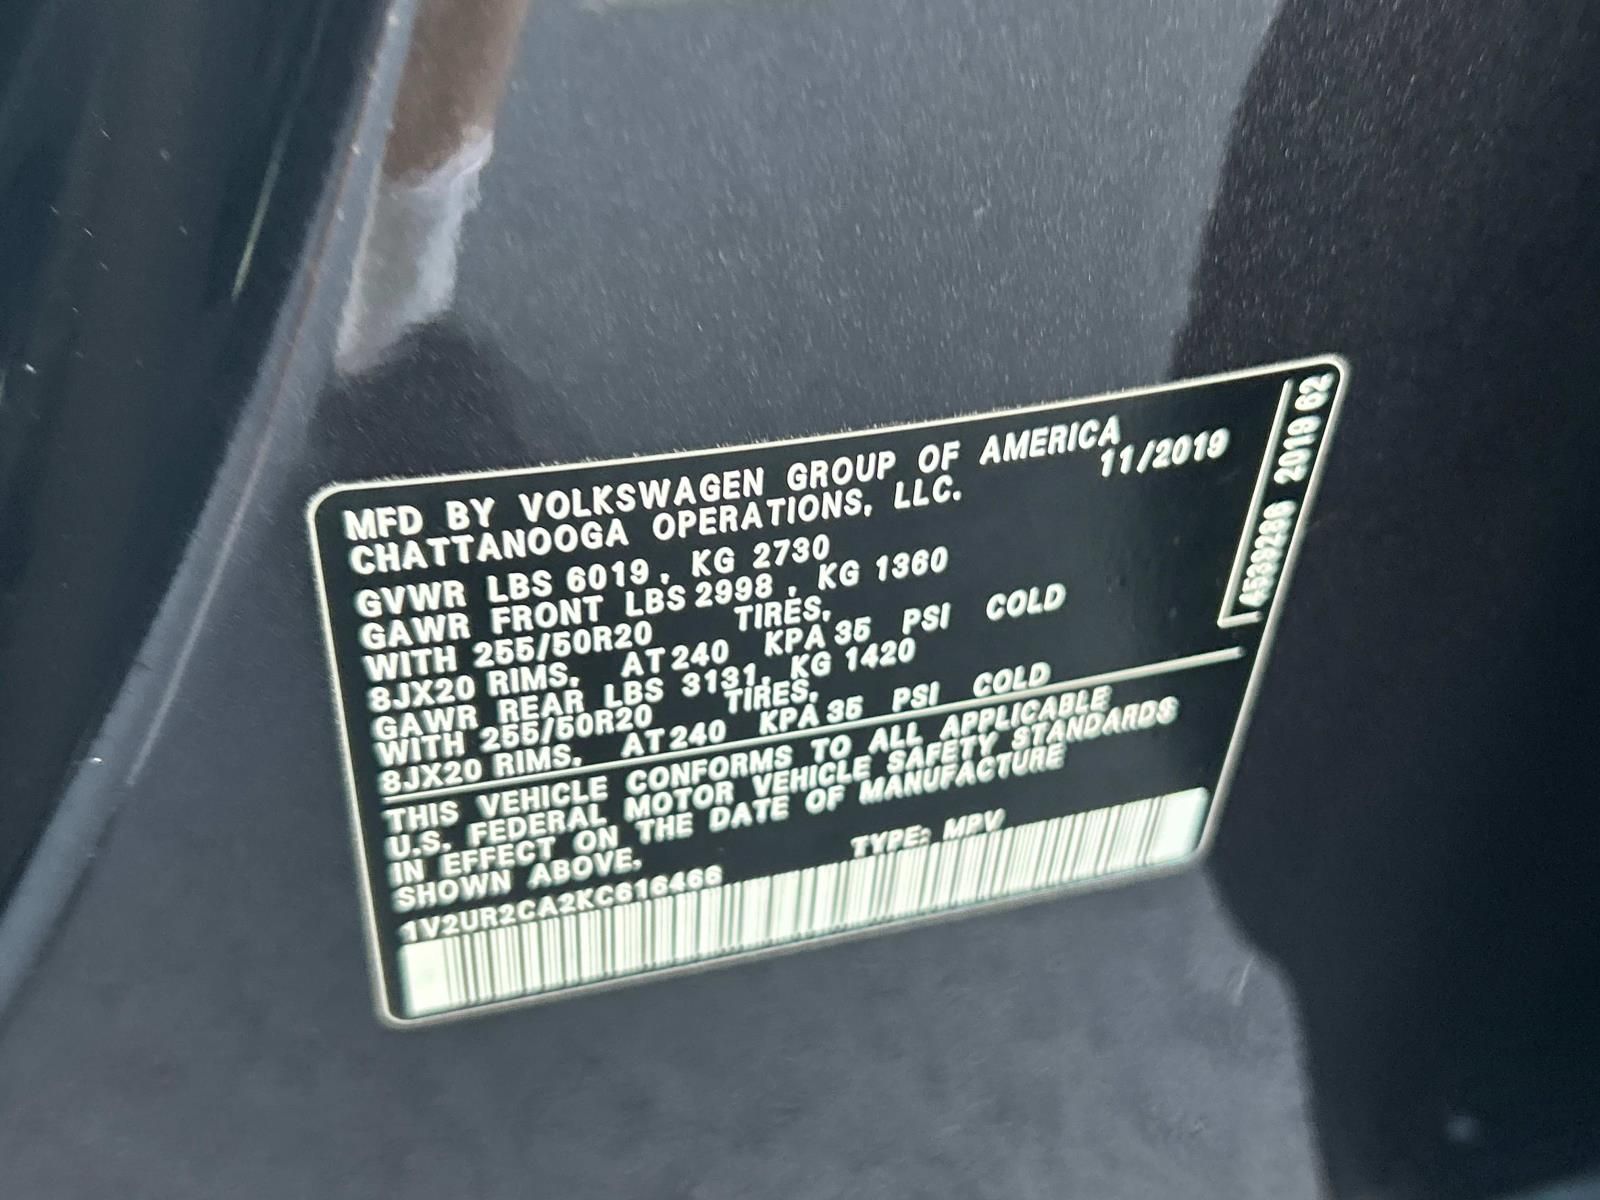 MFD BY VOLKSWAGEN GROUP OF AMERICA
CHATTANOOGA OPERATIONS, LLC. 11/2019
GVWR LBS 6019, KG 2730
GAWR FRONT LBS 2998, KG 1360
WITH 255/50R20 TIRES,
8JX20 RIMS, AT 240 KPA 35 PSI COLD
GAWR REAR LBS 3131, KG 1420
WITH 255/50R20 TIRES,
8JX20 RIMS, AT 240 KPA 35 PSI COLD
THIS VEHICLE CONFORMS TO ALL APPLICABLE
U.S. FEDERAL MOTOR VEHICLE SAFETY STANDARDS
IN EFFECT ON THE DATE OF MANUFACTURE
SHOWN ABOVE.
TYPE: MPV
1V2UR2CA2KC616466
4539286 2019 62